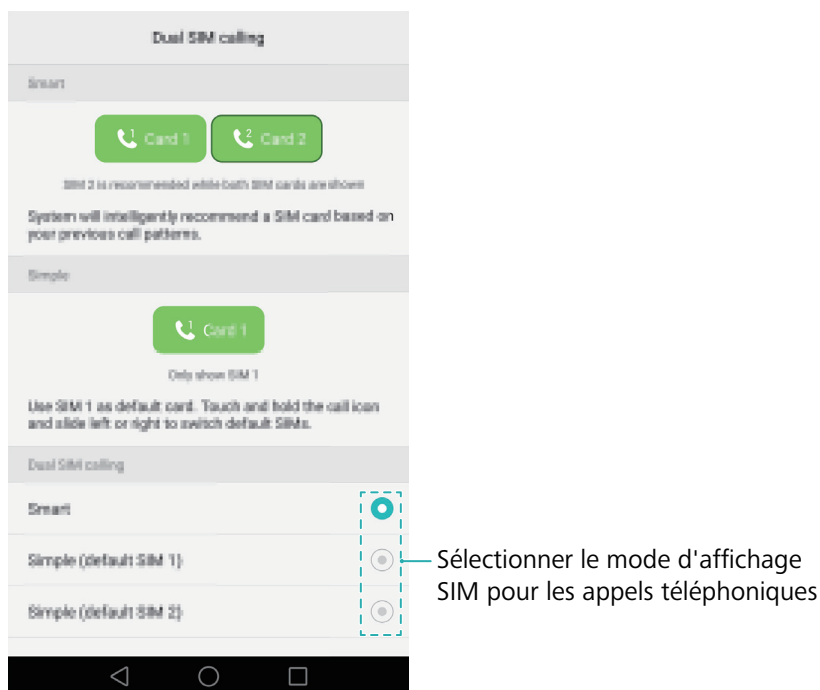 Dual SIM calling
Smart
1 Card 1
2 Card 2
SIM 2 is recommended while both SIM cards are shown
System will intelligently recommend a SIM card based on
your previous call patterns.
Simple
1 Card 1
Only show SIM 1
Use SIM 1 as default card. Touch and hold the call icon
and slide left or right to switch default SIMs.
Dual SIM calling
Smart
Simple (default SIM 1)
Sélectionner le mode d'affichage
SIM pour les appels téléphoniques
Simple (default SIM 2)